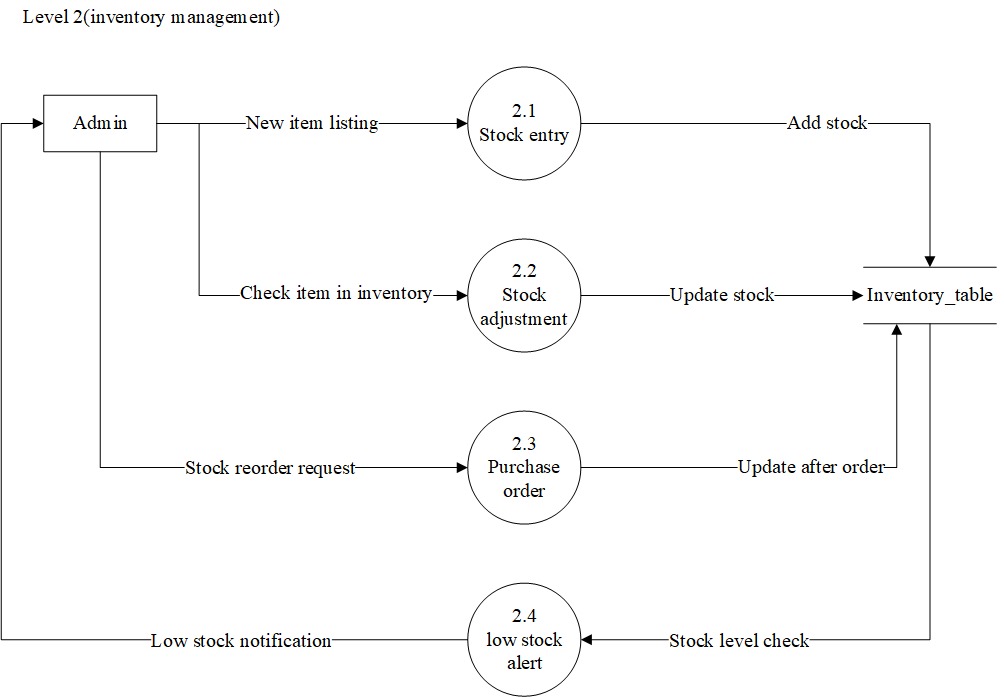 Level 2(inventory management)
Admin
New item listing
2.1
Stock entry
Add stock
Check item in inventory
2.2
Stock
adjustment
Update stock
Inventory_table
Stock reorder request
2.3
Purchase
order
Update after order
Low stock notification
2.4
low stock
alert
Stock level check